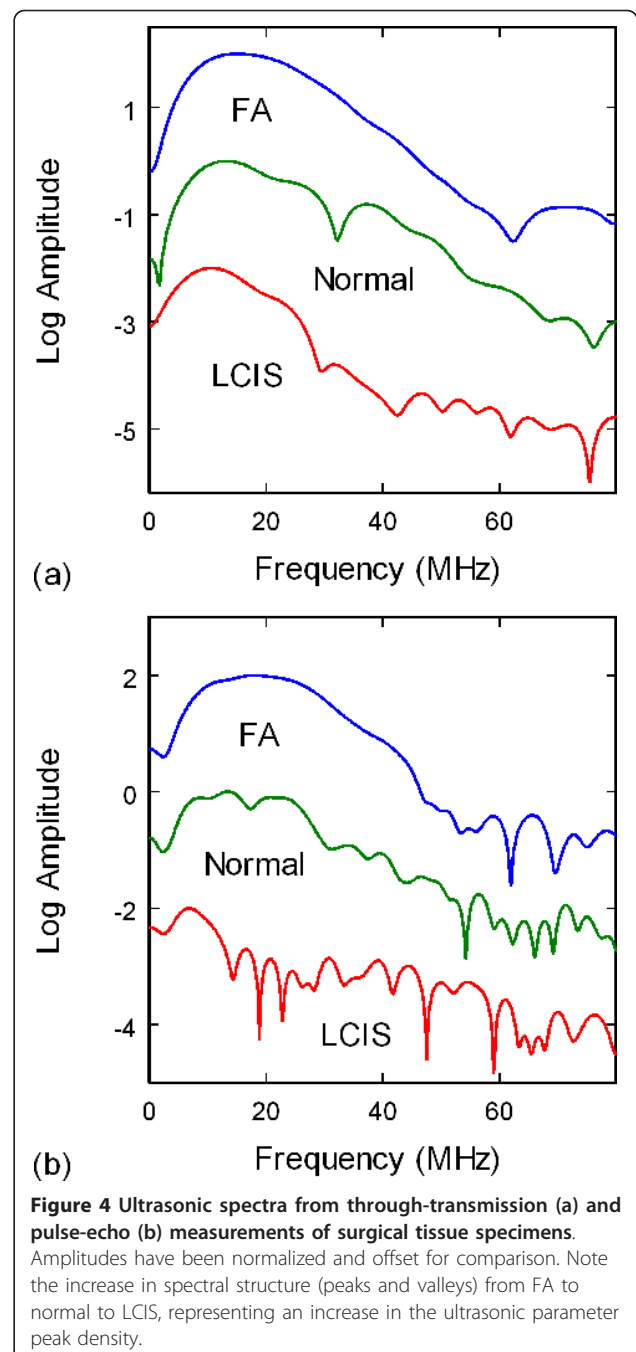 1
-1
-3
-5
Log Amplitude
FA
Normal
LCIS
0 20 40 60
(a)
Frequency (MHz)
2
0
-2
-4
Log Amplitude
FA
Normal
LCIS
0 20 40 60
(b)
Frequency (MHz)
Figure 4 Ultrasonic spectra from through-transmission (a) and
pulse-echo (b) measurements of surgical tissue specimens.
Amplitudes have been normalized and offset for comparison. Note
the increase in spectral structure (peaks and valleys) from FA to
normal to LCIS, representing an increase in the ultrasonic parameter
peak density.